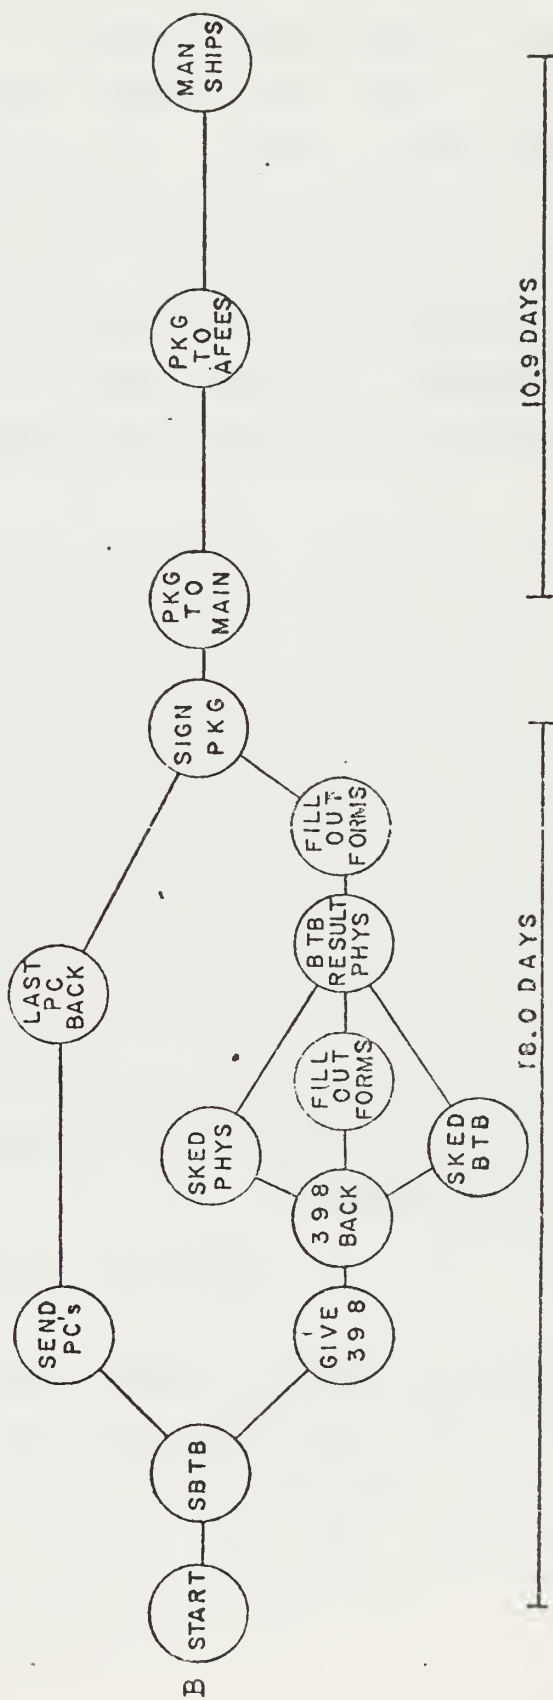 B
START
SBTB
SEND
PC's
LAST
PC
BACK
GIVE
398
398
BACK
SKED
PHYS
FILL
OUT
FORMS
SKED
BTB
BTB
RESULT
PHYS
FILL
OUT
FORMS
SIGN
PKG
PKG
TO
MAIN
PKG
TO
AFEES
MAN
SHIPS
18.0 DAYS
10.9 DAYS